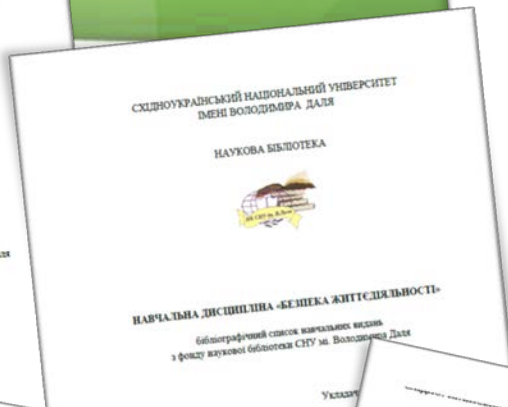 СХІДНОУКРАЇНСЬКИЙ НАЦІОНАЛЬНИЙ УНІВЕРСИТЕТ
ІМЕНІ ВОЛОДИМИРА ДАЛЯ
НАУКОВА БІБЛІОТЕКА
НАВЧАЛЬНА ДИСЦИПЛІНА «БЕЗПЕКА ЖИТТЄДІЯЛЬНОСТІ»
бібліографічний список навчальних видань
з фонду наукової бібліотеки СНУ ім. Володимира Даля